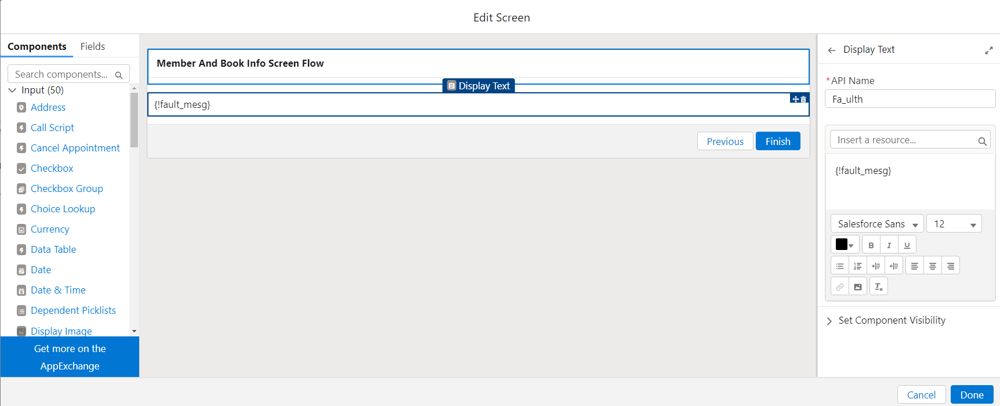 Edit Screen
Components
Fields
Search components...
Input (50)
Address
Call Script
Cancel Appointment
Checkbox
Checkbox Group
Choice Lookup
Currency
Data Table
Date
Date & Time
Dependent Picklists
Display Image
Get more on the
AppExchange
Member And Book Info Screen Flow
Display Text
{!fault_mesg}
Previous
Finish
Display Text
*API Name
Fa_ulth
Insert a resource...
{!fault_mesg}
Salesforce Sans
12
B
I
U
Set Component Visibility
Cancel
Done